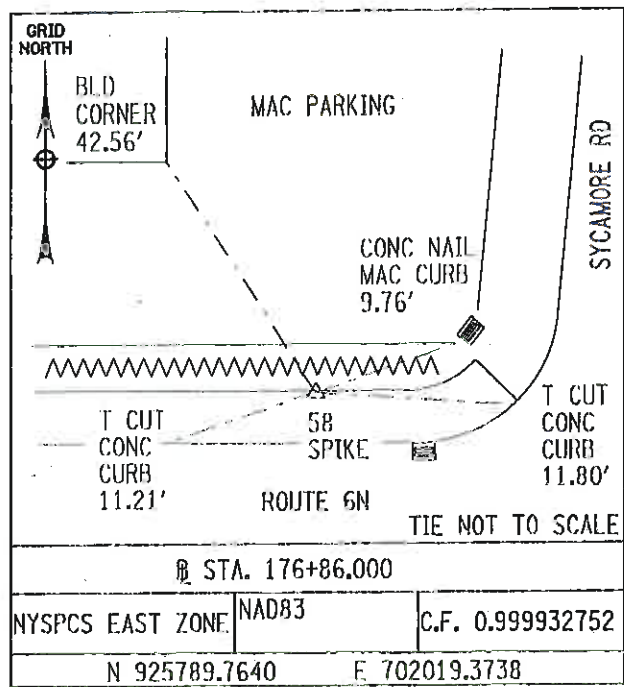 GRID
NORTH
BLD
CORNER
42.56'
MAC PARKING
SYCAMORE RD
CONC NAIL
MAC CURB
9.76'
T CUT
CONC
CURB
11.21'
58
SPIKE
T CUT
CONC
CURB
11.80'
ROUTE 6N
TIE NOT TO SCALE
BL STA. 176+86.000
NYSPCS EAST ZONE
NAD83
C.F. 0.999932752
N 925789.7640 E 702019.3738